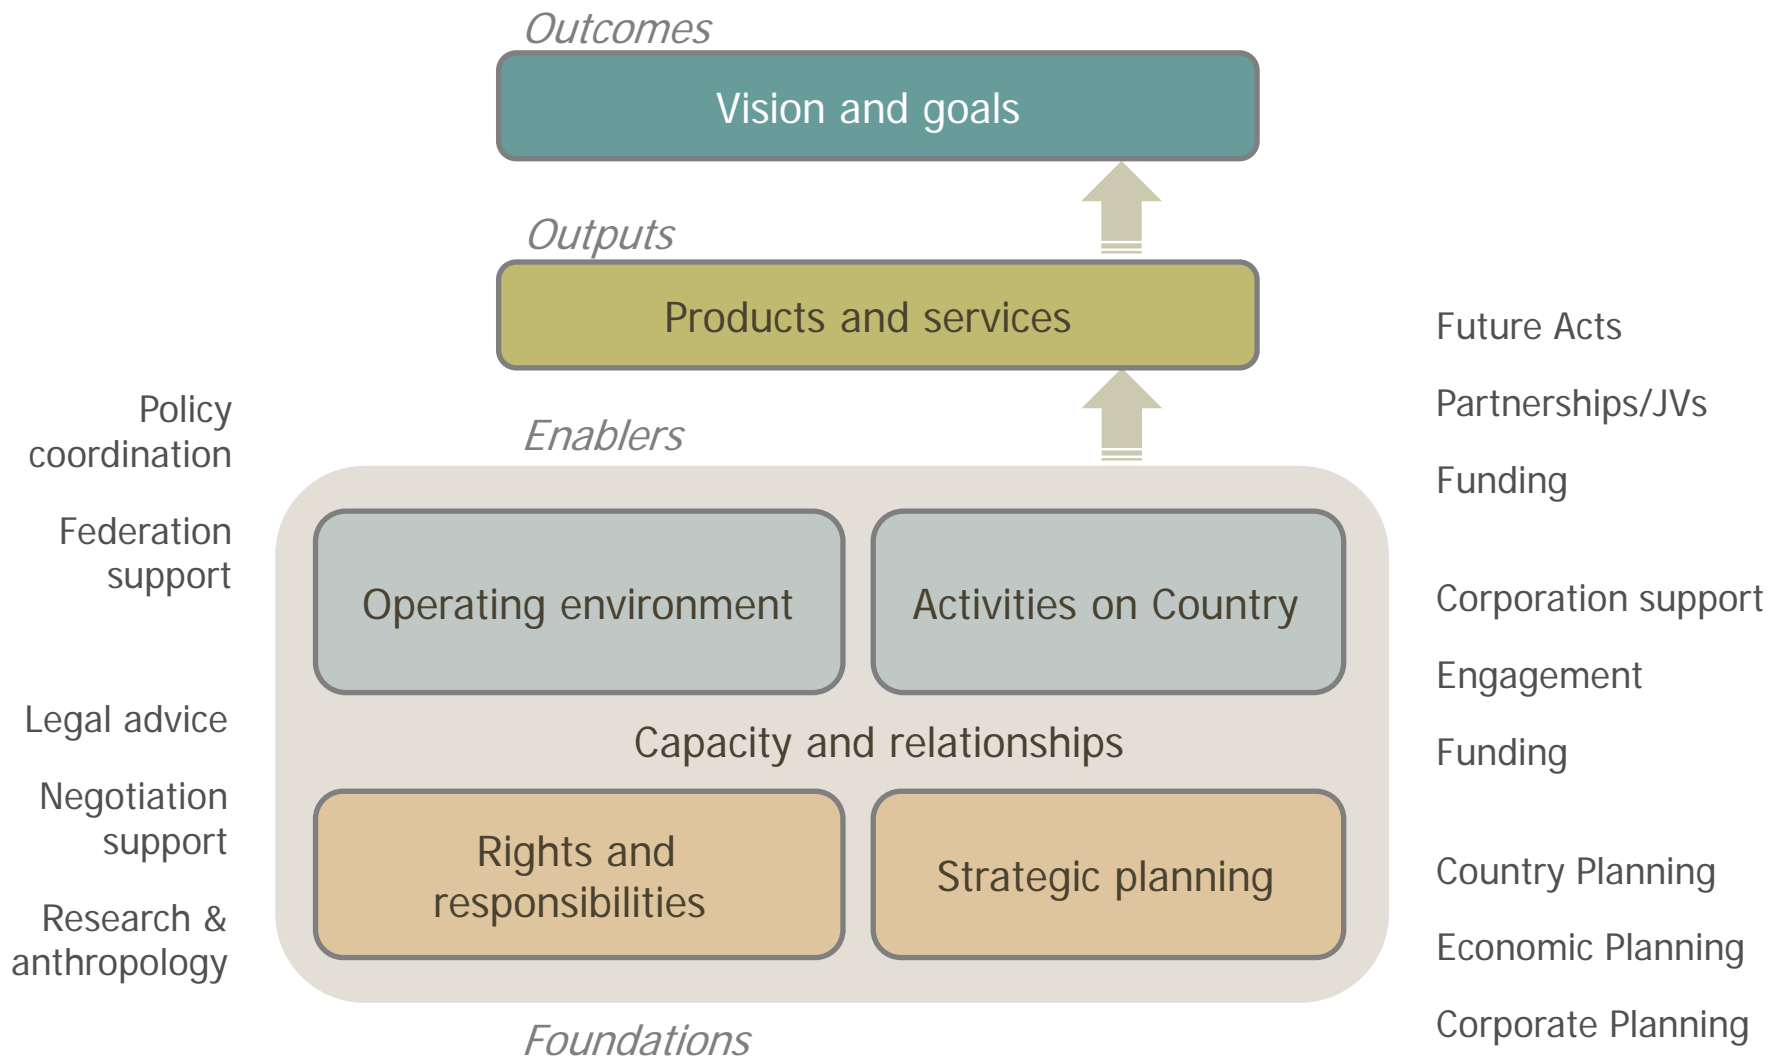 Outcomes
Vision and goals
Outputs
Products and services
Enablers
Operating environment
Activities on Country
Capacity and relationships
Rights and
responsibilities
Strategic planning
Foundations
Policy
coordination
Federation
support
Legal advice
Negotiation
support
Research &
anthropology
Future Acts
Partnerships/JVs
Funding
Corporation support
Engagement
Funding
Country Planning
Economic Planning
Corporate Planning